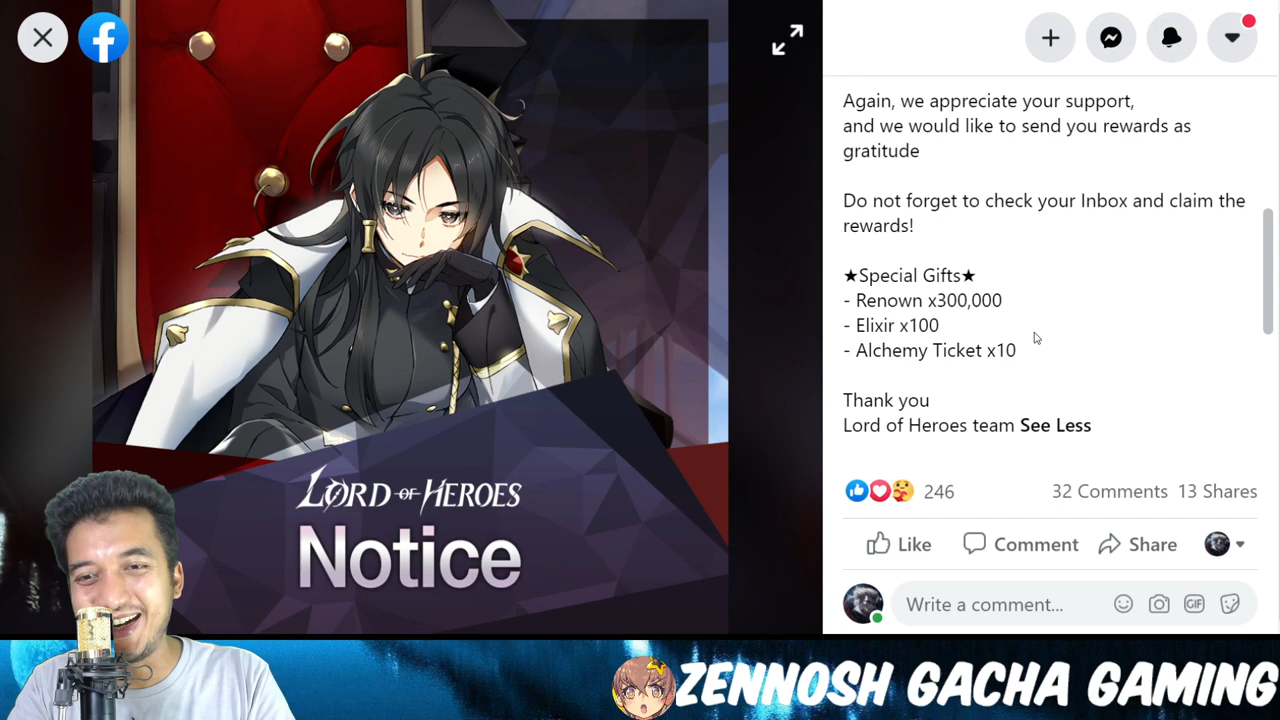 LORD OF HEROES
Notice
Again, we appreciate your support,
and we would like to send you rewards as
gratitude
Do not forget to check your Inbox and claim the
rewards!
★Special Gifts★
- Renown x300,000
- Elixir x100
- Alchemy Ticket x10
Thank you
Lord of Heroes team See Less
246
32 Comments 13 Shares
Like Comment Share
Write a comment...
GIF
ZENNOSH GACHA GAMING